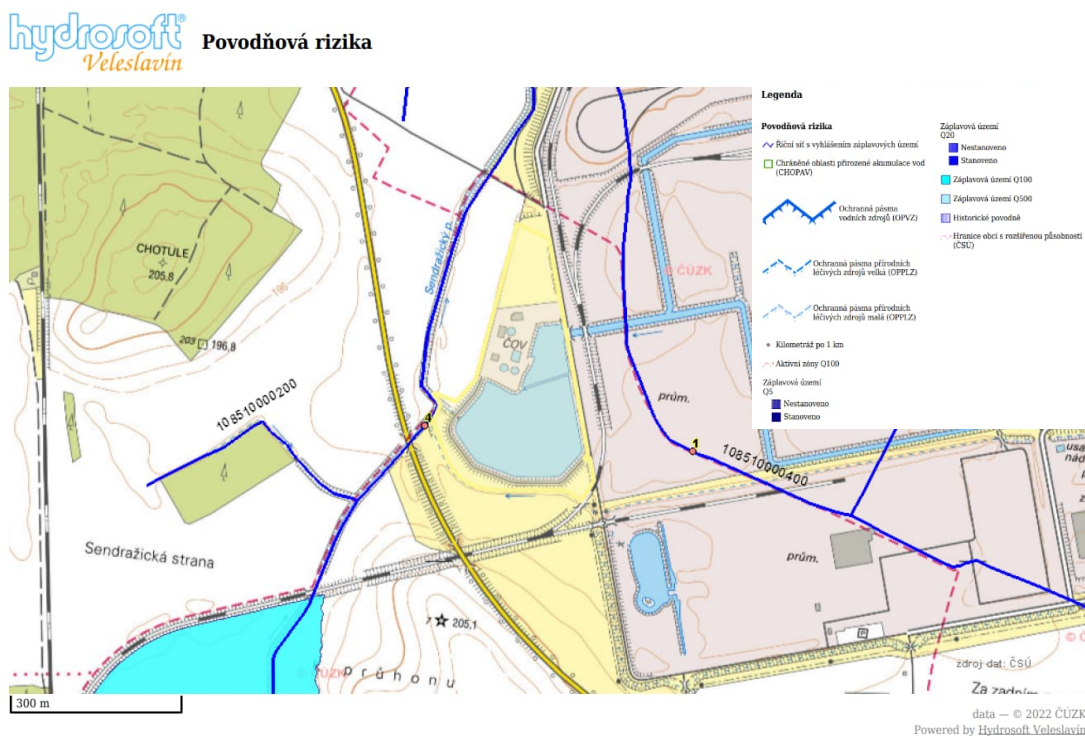 hydrosoft®
Veleslavín
Povodňová rizika
Legenda
Povodňová rizika
Říční síť s vyhlášením záplavových území
Chráněné oblasti přirozené akumulace vod
(CHOPAV)
Ochranná pásma
vodních zdrojů (OPVZ)
Ochranná pásma přírodních
léčivých zdrojů velká (OPPLZ)
Ochranná pásma přírodních
léčivých zdrojů malá (OPPLZ)
Kilometráž po 1 km
Aktivní zóny Q100
Záplavová území
Q5
Nestanoveno
Stanoveno
Záplavová území
Q20
Nestanoveno
Stanoveno
Záplavová území Q100
Záplavová území Q500
Historické povodně
Hranice obcí s rozšířenou působností
(ČSÚ)
CHOTULE
205,8
196
203 196,8
Sendražický p.
© ČÚZK
ČOV
prům.
108510000200
4
1
108510000400
Sendražická strana
prům.
7 205,1
© ČÚZK
průhonu
P
zdroj dat: ČSÚ
Za zadním
300 m
data — © 2022 ČÚZK
Powered by Hydrosoft Veleslavín